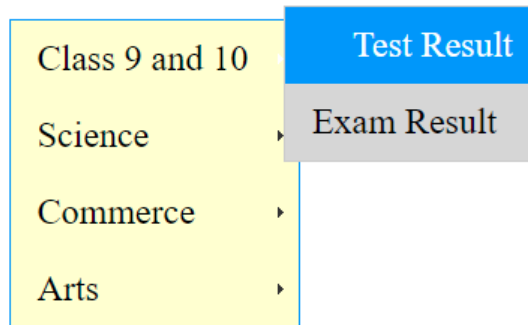 Class 9 and 10
Test Result
Exam Result
Science
Commerce
Arts